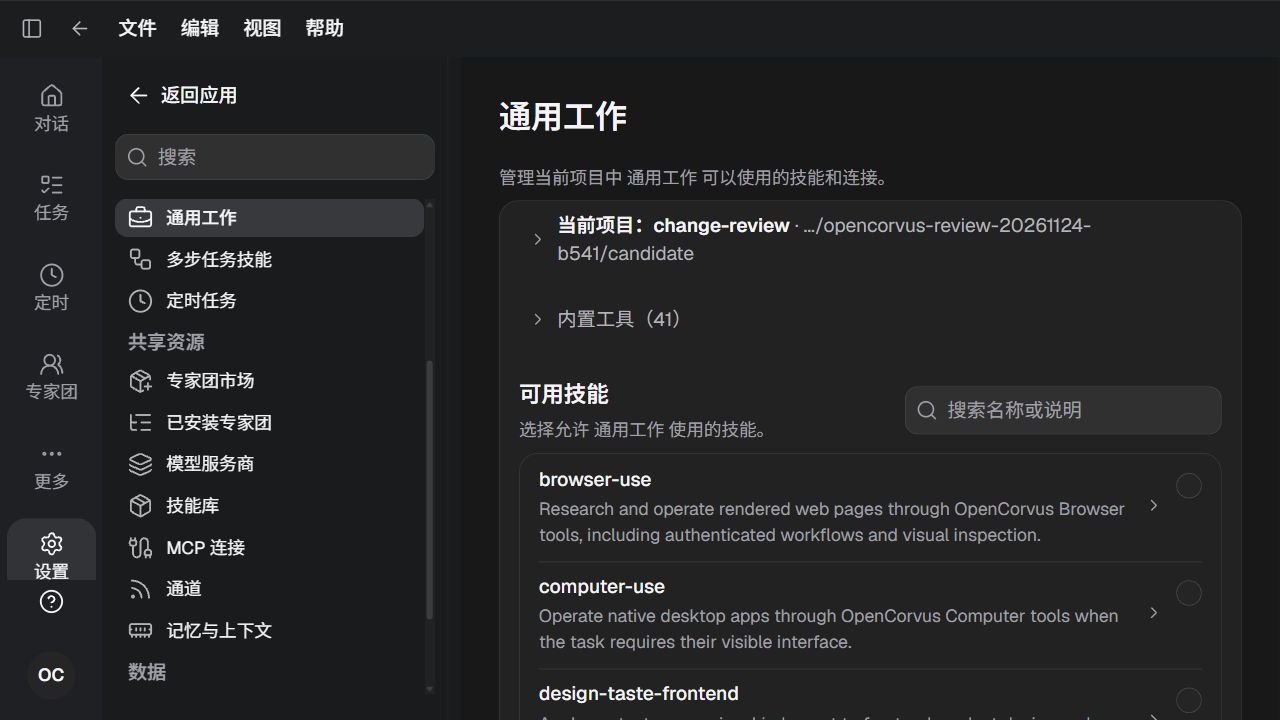 文件 编辑 视图 帮助
对话
任务
定时
专家团
更多
设置
OC
返回应用
搜索
通用工作
多步任务技能
定时任务
共享资源
专家团市场
已安装专家团
模型服务商
技能库
MCP 连接
通道
记忆与上下文
数据
通用工作
管理当前项目中 通用工作 可以使用的技能和连接。
当前项目：change-review · .../opencorvus-review-20261124-
b541/candidate
内置工具（41）
可用技能
选择允许 通用工作 使用的技能。
搜索名称或说明
browser-use
Research and operate rendered web pages through OpenCorvus Browser
tools, including authenticated workflows and visual inspection.
computer-use
Operate native desktop apps through OpenCorvus Computer tools when
the task requires their visible interface.
design-taste-frontend